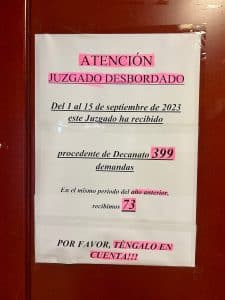 ATENCIÓN
JUZGADO DESBORDADO
Del 1 al 15 de septiembre de 2023
este Juzgado ha recibido
procedente de Decanato 399
demandas
En el mismo periodo del año anterior,
recibimos 73
POR FAVOR, TÉNGALO EN
CUENTA!!!